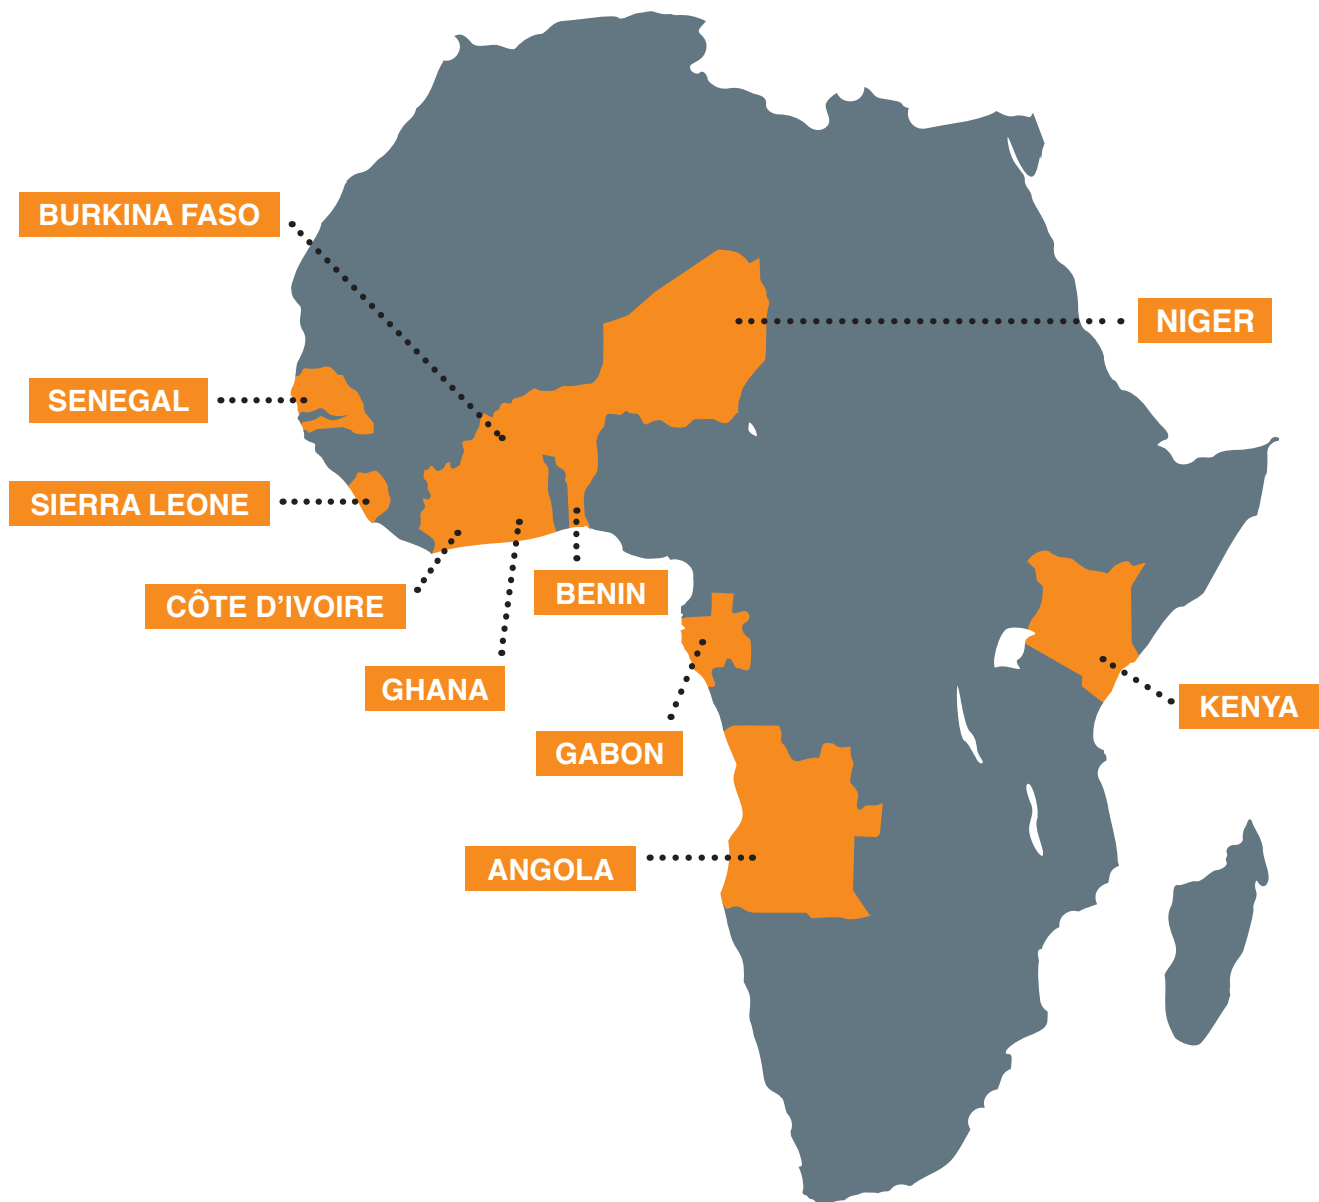 BURKINA FASO
NIGER
SENEGAL
SIERRA LEONE
CÔTE D’IVOIRE
BENIN
GHANA
KENYA
GABON
ANGOLA